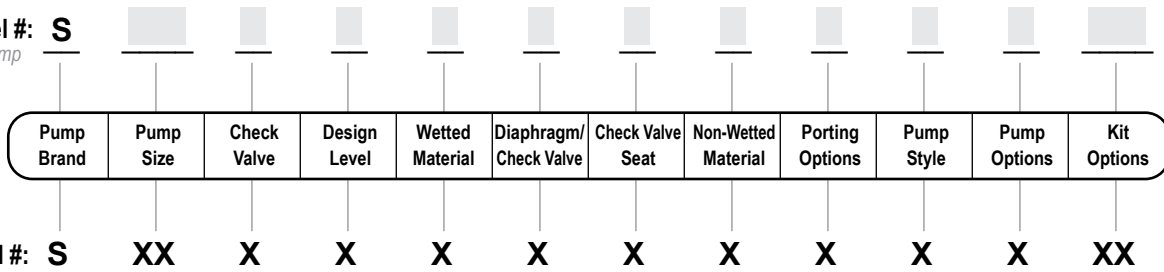 el #: S
mp
Pump Brand
Pump Size
Check Valve
Design Level
Wetted Material
Diaphragm/ Check Valve
Check Valve Seat
Non-Wetted Material
Porting Options
Pump Style
Pump Options
Kit Options
l #: S XX X X X X X X X X X XX